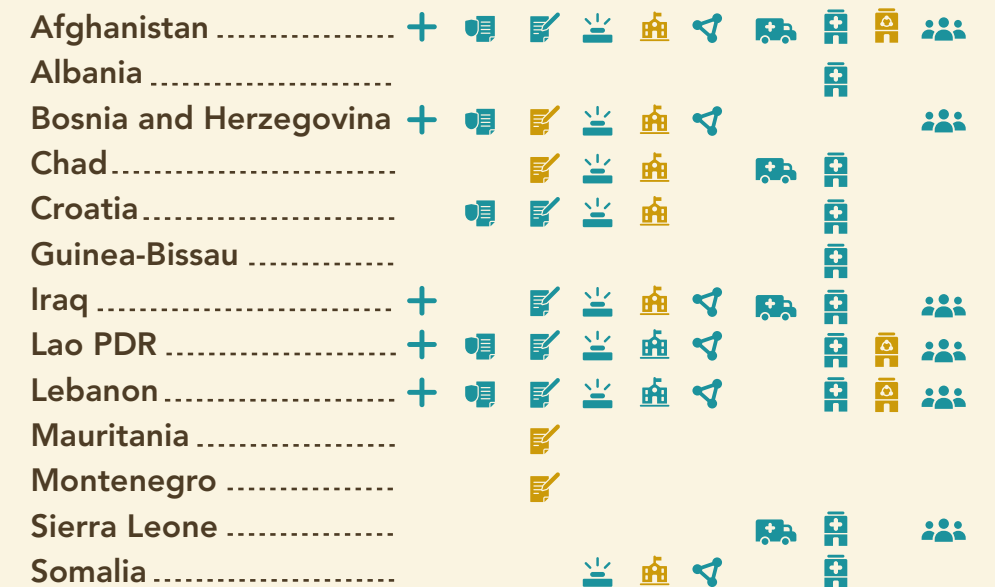 Afghanistan
Albania
Bosnia and Herzegovina
Chad
Croatia
Guinea-Bissau
Iraq
Lao PDR
Lebanon
Mauritania
Montenegro
Sierra Leone
Somalia